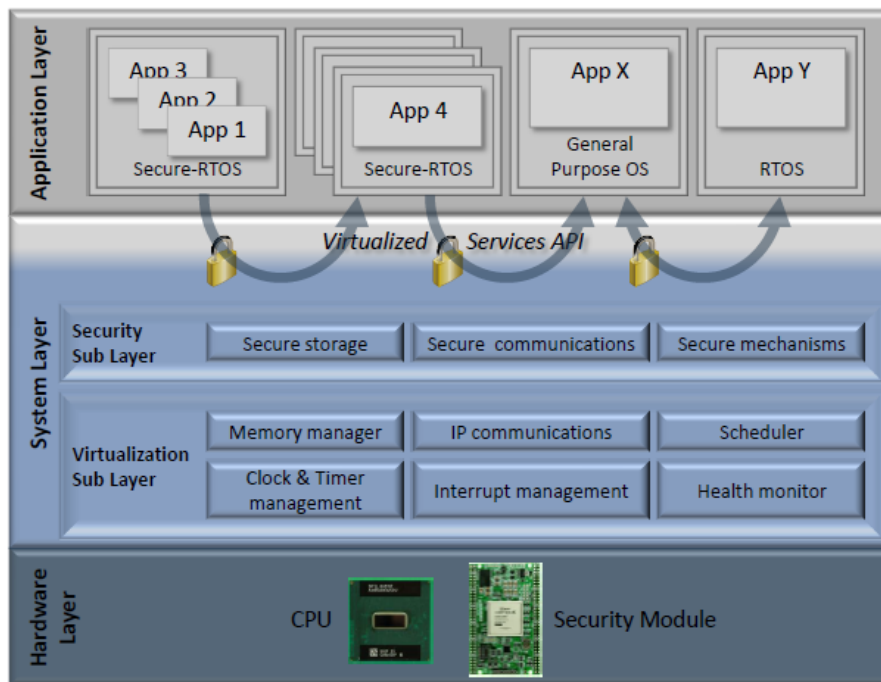 Application Layer
App 3
App 2
App 1
Secure-RTOS
App 4
Secure-RTOS
App X
General
Purpose OS
App Y
RTOS
System Layer
Virtualized Services API
Security
Sub Layer
Secure storage
Secure communications
Secure mechanisms
Virtualization
Sub Layer
Memory manager
IP communications
Scheduler
Clock & Timer
management
Interrupt management
Health monitor
Hardware
Layer
CPU
Security Module